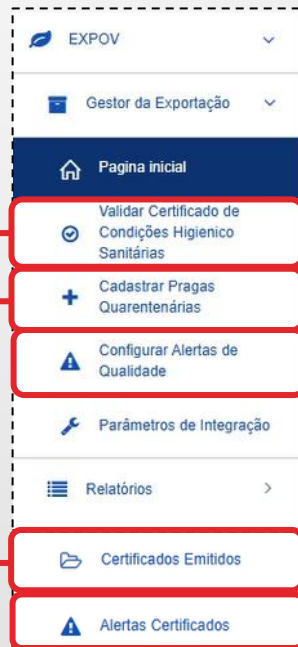 EXPOV
Gestor da Exportação
Pagina inicial
Validar Certificado de
Condições Higienico
Sanitárias
Cadastrar Pragas
Quarentenárias
Configurar Alertas de
Qualidade
Parâmetros de Integração
Relatórios
Certificados Emitidos
Alertas Certificados